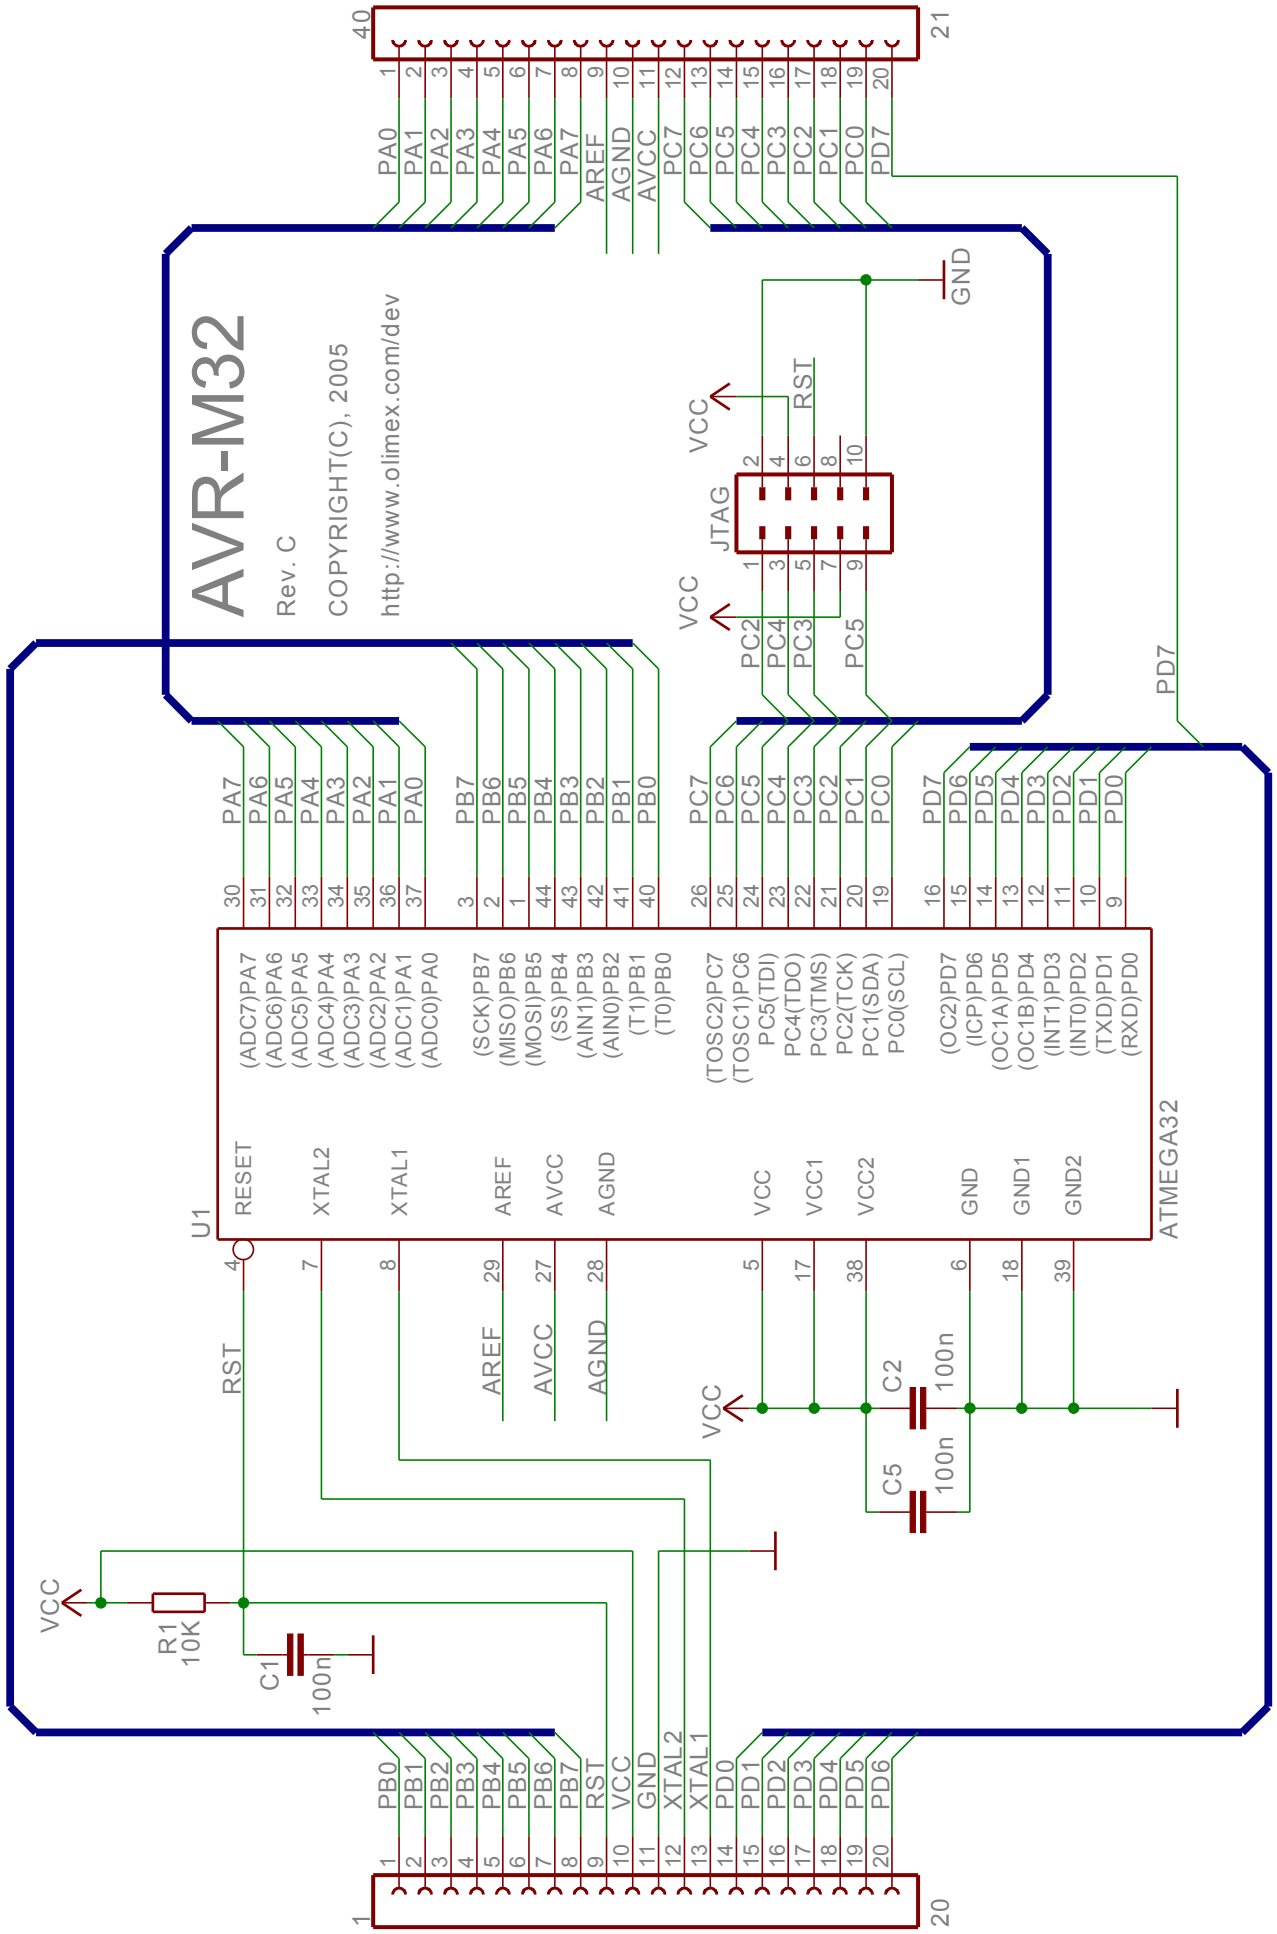 AVR-M32
Rev. C
COPYRIGHT(C), 2005
http://www.olimex.com/dev
1
20
1 PB0
2 PB1
3 PB2
4 PB3
5 PB4
6 PB5
7 PB6
8 PB7
9 RST
10 VCC
11 GND
12 XTAL2
13 XTAL1
14 PD0
15 PD1
16 PD2
17 PD3
18 PD4
19 PD5
20 PD6
VCC
R1
10K
C1
100n
RST
AREF
AVCC
AGND
VCC
C5
100n
C2
100n
U1
4 RESET
7 XTAL2
8 XTAL1
29 AREF
27 AVCC
28 AGND
5 VCC
17 VCC1
38 VCC2
6 GND
18 GND1
39 GND2
ATMEGA32
(ADC7)PA7 30 PA7
(ADC6)PA6 31 PA6
(ADC5)PA5 32 PA5
(ADC4)PA4 33 PA4
(ADC3)PA3 34 PA3
(ADC2)PA2 35 PA2
(ADC1)PA1 36 PA1
(ADC0)PA0 37 PA0
(SCK)PB7 3 PB7
(MISO)PB6 2 PB6
(MOSI)PB5 1 PB5
(SS)PB4 44 PB4
(AIN1)PB3 43 PB3
(AIN0)PB2 42 PB2
(T1)PB1 41 PB1
(T0)PB0 40 PB0
(TOSC2)PC7 26 PC7
(TOSC1)PC6 25 PC6
PC5(TDI) 24 PC5
PC4(TDO) 23 PC4
PC3(TMS) 22 PC3
PC2(TCK) 21 PC2
PC1(SDA) 20 PC1
PC0(SCL) 19 PC0
(OC2)PD7 16 PD7
(ICP)PD6 15 PD6
(OC1A)PD5 14 PD5
(OC1B)PD4 13 PD4
(INT1)PD3 12 PD3
(INT0)PD2 11 PD2
(TXD)PD1 10 PD1
(RXD)PD0 9 PD0
VCC
JTAG
VCC
PC2 1 2
PC4 3 4
PC3 5 6 RST
7 8
PC5 9 10
GND
PD7
40
21
PA0 1
PA1 2
PA2 3
PA3 4
PA4 5
PA5 6
PA6 7
PA7 8
AREF 9
AGND 10
AVCC 11
PC7 12
PC6 13
PC5 14
PC4 15
PC3 16
PC2 17
PC1 18
PC0 19
PD7 20